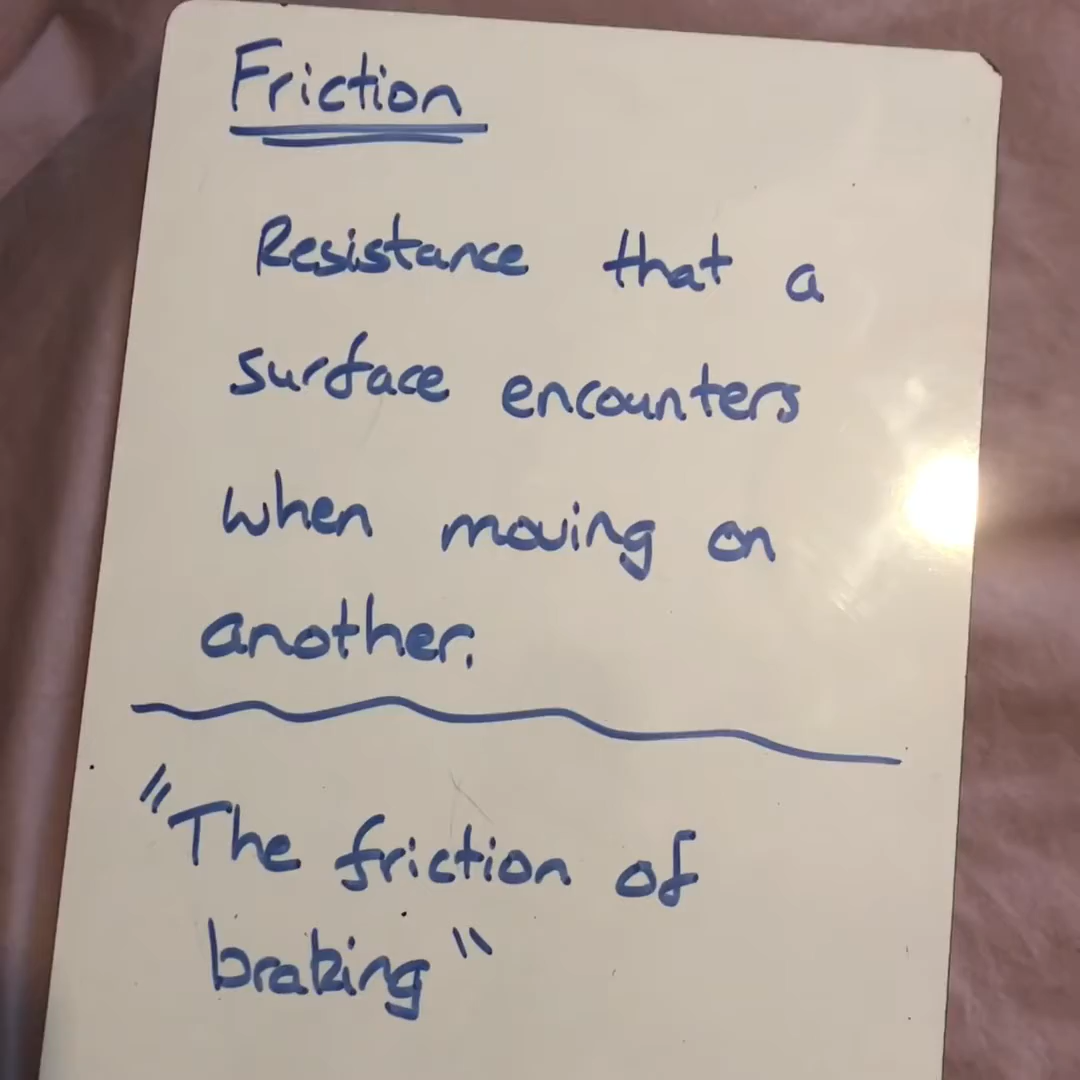 Friction
Resistance that a
surface encounters
when moving on
another.
"The friction of
braking"